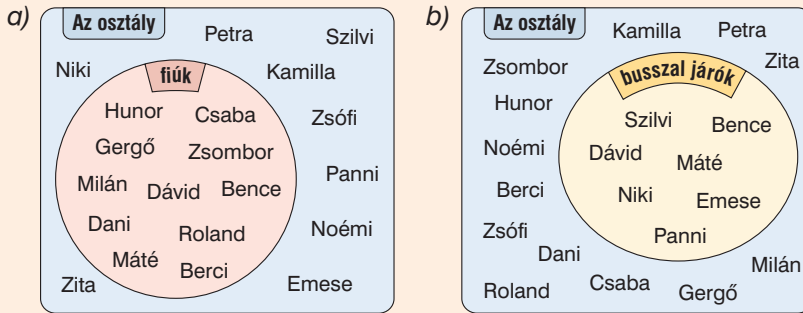 a)
Az osztály
Petra
Szilvi
Niki
fiúk
Kamilla
Hunor
Csaba
Zsófi
Gergő
Zsombor
Milán
Dávid
Bence
Panni
Dani
Roland
Noémi
Máté
Berci
Zita
Emese
b)
Az osztály
Kamilla
Petra
Zsombor
busszal járók
Zita
Hunor
Szilvi
Bence
Noémi
Dávid
Máté
Berci
Niki
Emese
Zsófi
Panni
Dani
Milán
Roland
Csaba
Gergő